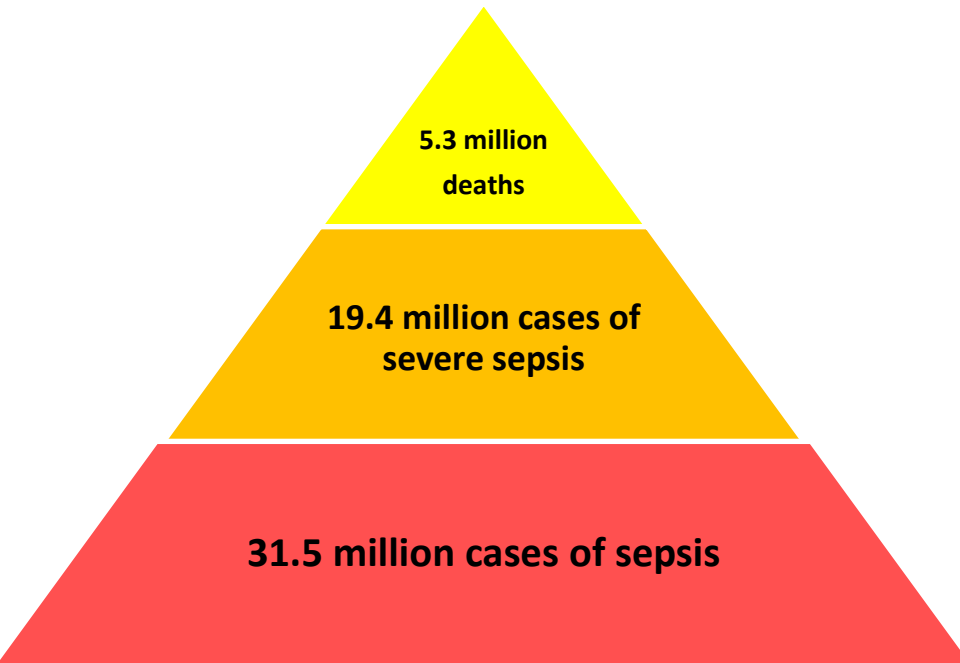 5.3 million
deaths
19.4 million cases of
severe sepsis
31.5 million cases of sepsis